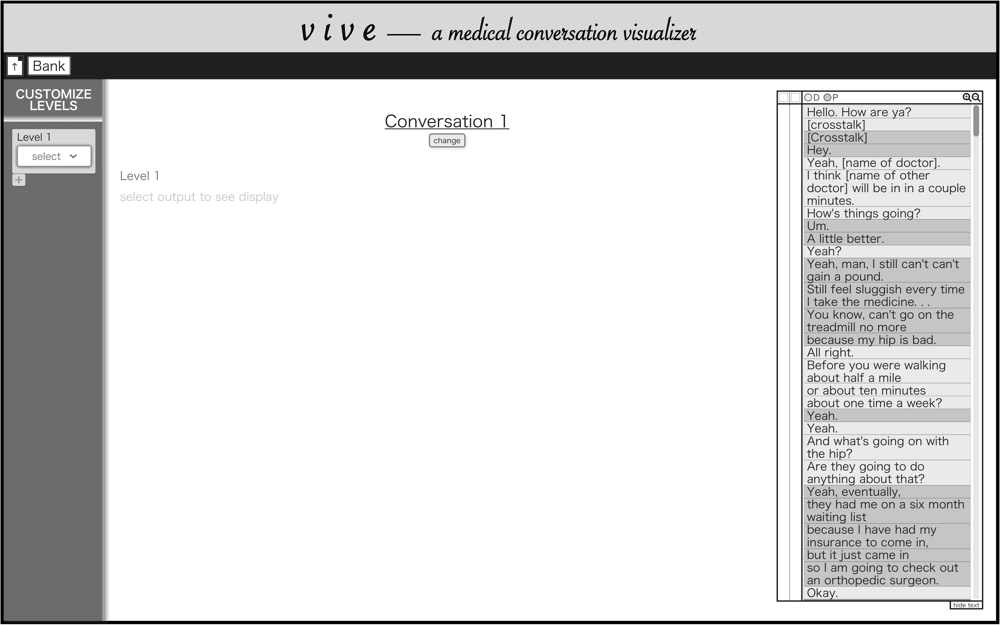 vive — a medical conversation visualizer
↑ Bank
CUSTOMIZE
LEVELS
Level 1
select
+
Conversation 1
change
Level 1
select output to see display
D P
Hello. How are ya?
[crosstalk]
[Crosstalk]
Hey.
Yeah, [name of doctor].
I think [name of other
doctor] will be in in a couple
minutes.
How's things going?
Um.
A little better.
Yeah?
Yeah, man, I still can't can't
gain a pound.
Still feel sluggish every time
I take the medicine. . .
You know, can't go on the
treadmill no more
because my hip is bad.
All right.
Before you were walking
about half a mile
or about ten minutes
about one time a week?
Yeah.
Yeah.
And what's going on with
the hip?
Are they going to do
anything about that?
Yeah, eventually,
they had me on a six month
waiting list
because I have had my
insurance to come in,
but it just came in
so I am going to check out
an orthopedic surgeon.
Okay.
hide text